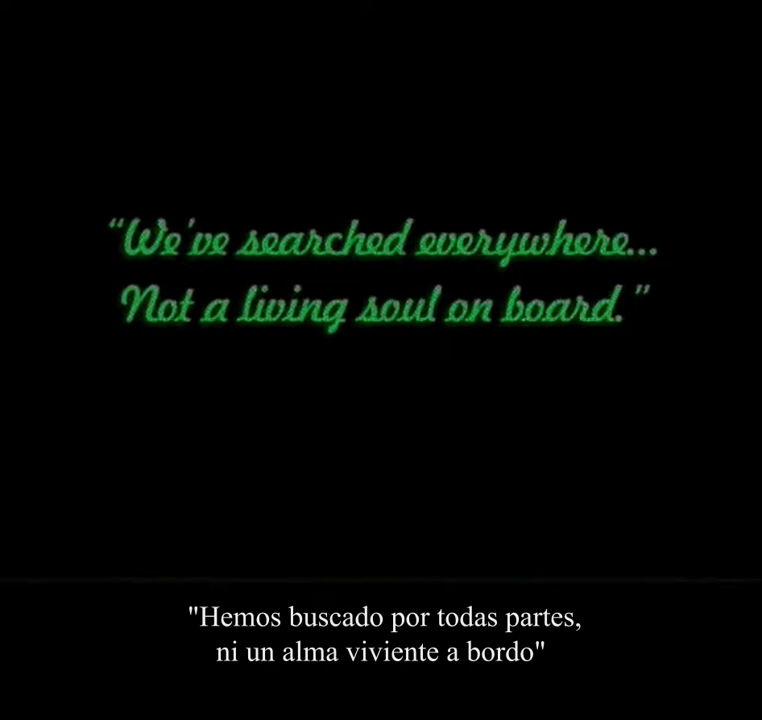 “We've searched everywhere...
Not a living soul on board.”
"Hemos buscado por todas partes,
ni un alma viviente a bordo"